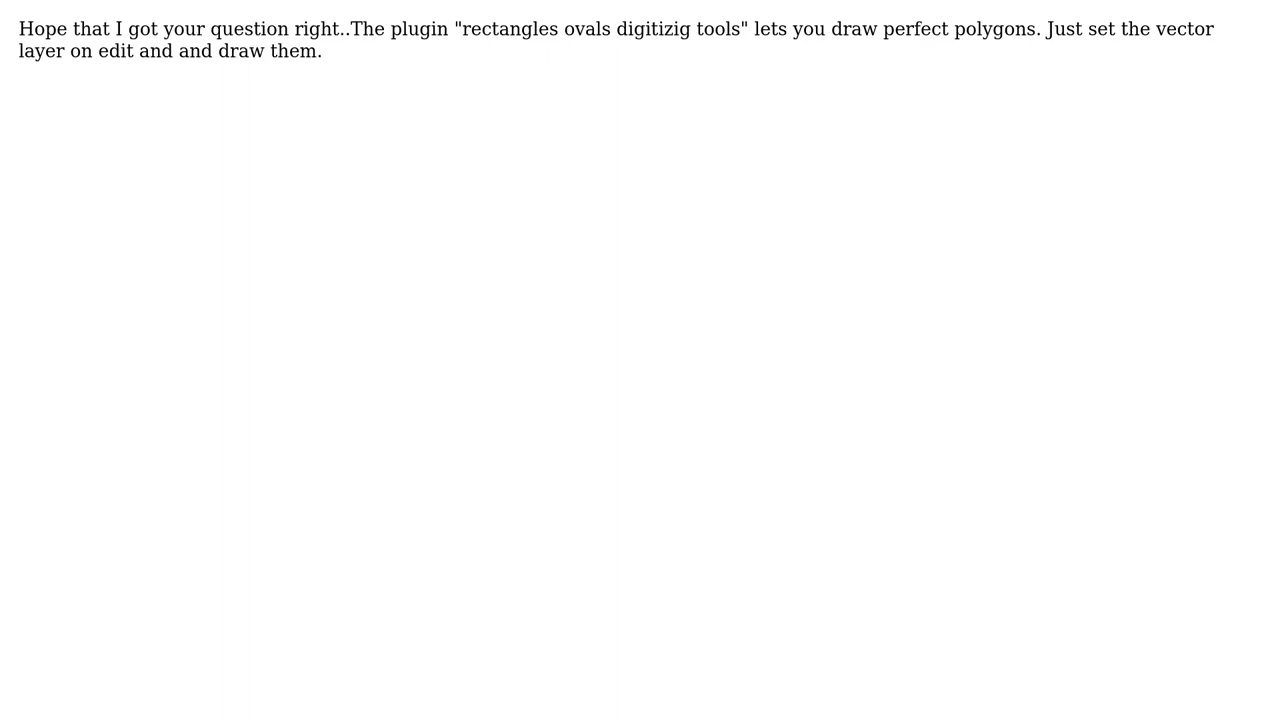 Hope that I got your question right..The plugin "rectangles ovals digitizig tools" lets you draw perfect polygons. Just set the vector
layer on edit and and draw them.